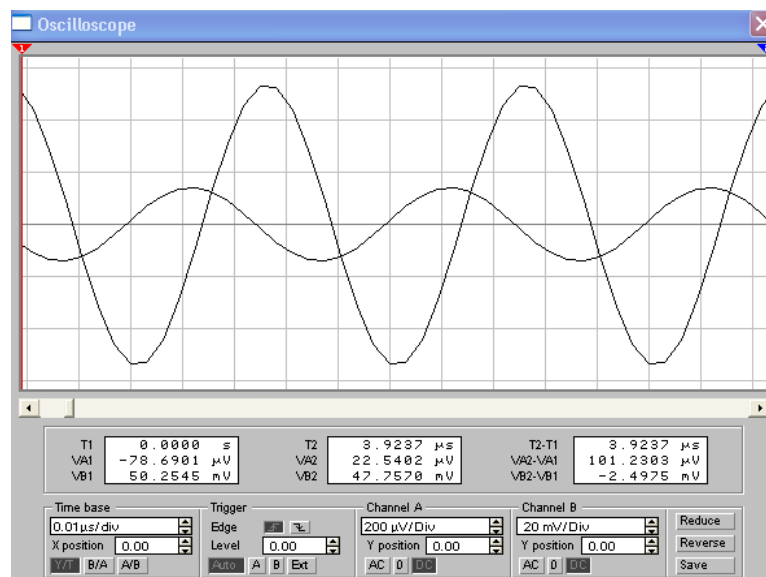 Oscilloscope
1
T1 0.0000 s T2 3.9237 µs T2-T1 3.9237 µs
VA1 -78.6901 µV VA2 22.5402 µV VA2-VA1 101.2303 µV
VB1 50.2545 mV VB2 47.7570 mV VB2-VB1 -2.4975 mV
Time base Trigger Channel A Channel B
0.01µs/div Edge 200 µV/Div 20 mV/Div Reduce
X position 0.00 Level 0.00 Y position 0.00 Y position 0.00 Reverse
Y/T B/A A/B Auto A B Ext AC 0 DC AC 0 DC Save